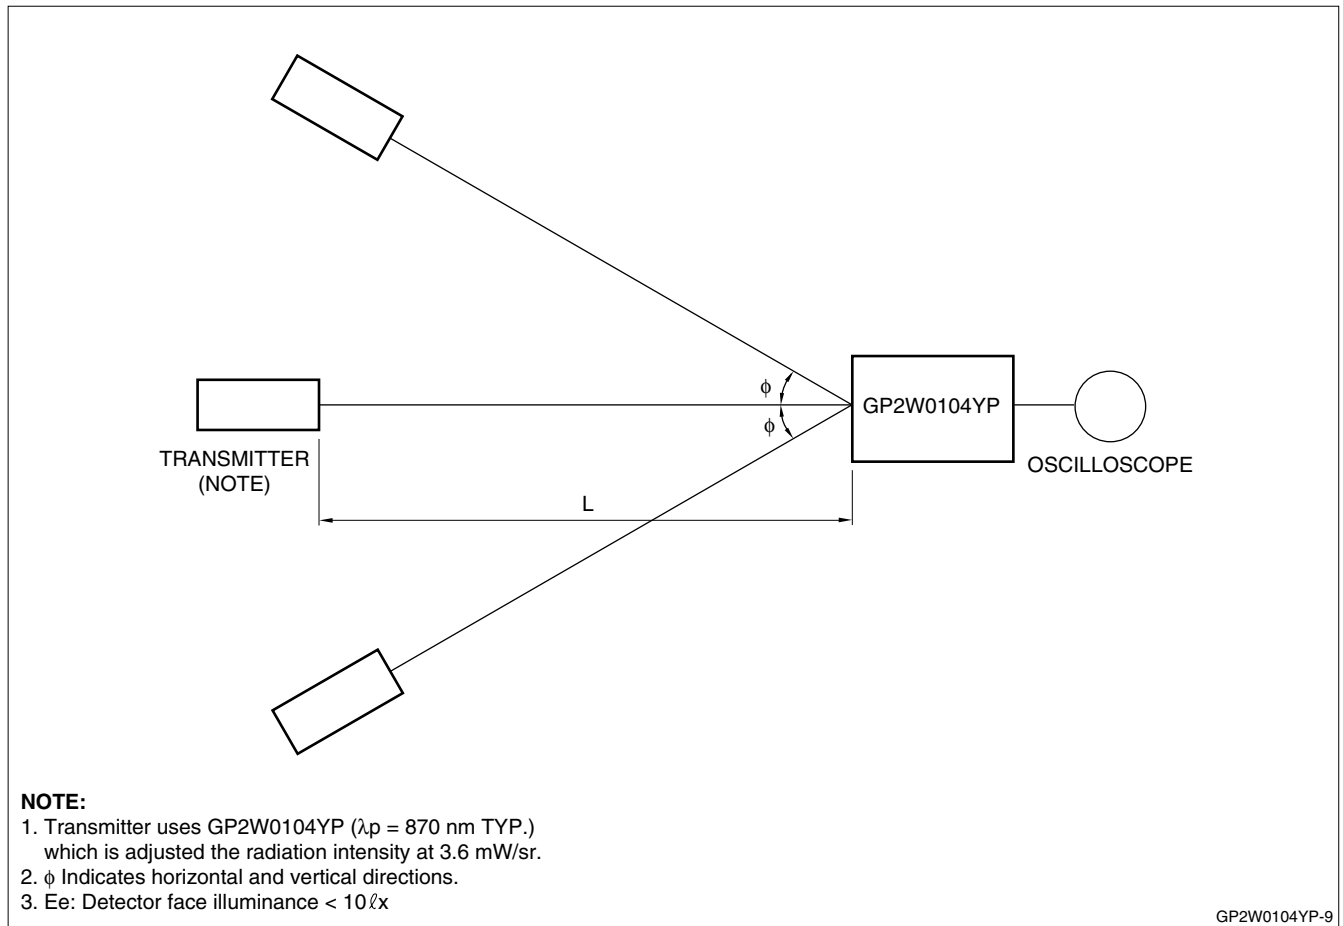 ϕ
GP2W0104YP
ϕ
TRANSMITTER
(NOTE)
OSCILLOSCOPE
L
NOTE:
1. Transmitter uses GP2W0104YP (λp = 870 nm TYP.)
which is adjusted the radiation intensity at 3.6 mW/sr.
2. ϕ Indicates horizontal and vertical directions.
3. Ee: Detector face illuminance < 10 ℓx
GP2W0104YP-9